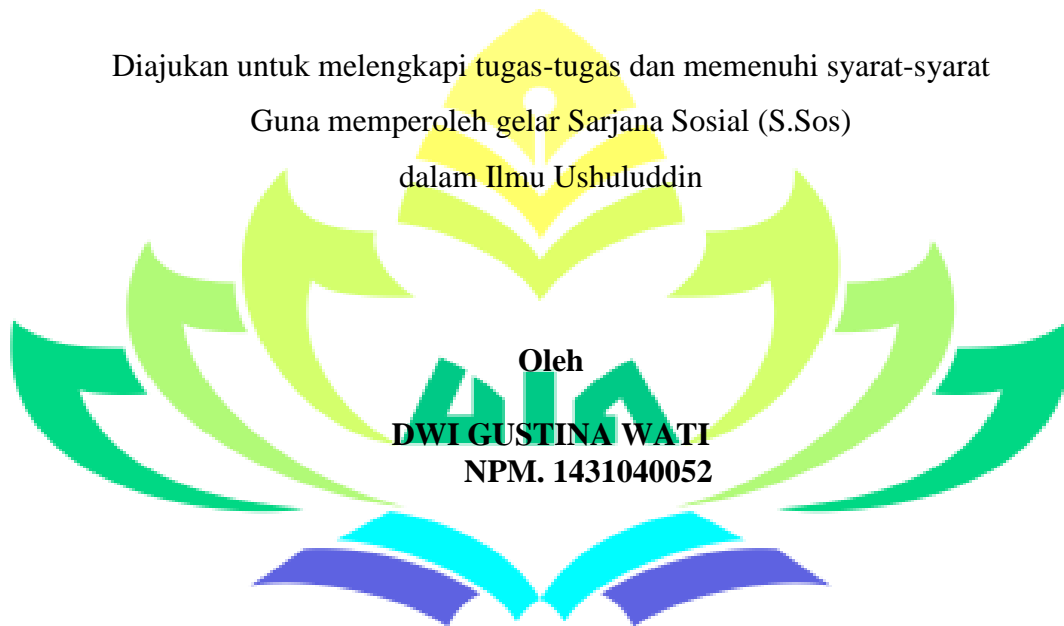 Diajukan untuk melengkapi tugas-tugas dan memenuhi syarat-syarat
Guna memperoleh gelar Sarjana Sosial (S.Sos)
dalam Ilmu Ushuluddin
Oleh
DWI GUSTINA WATI
NPM. 1431040052